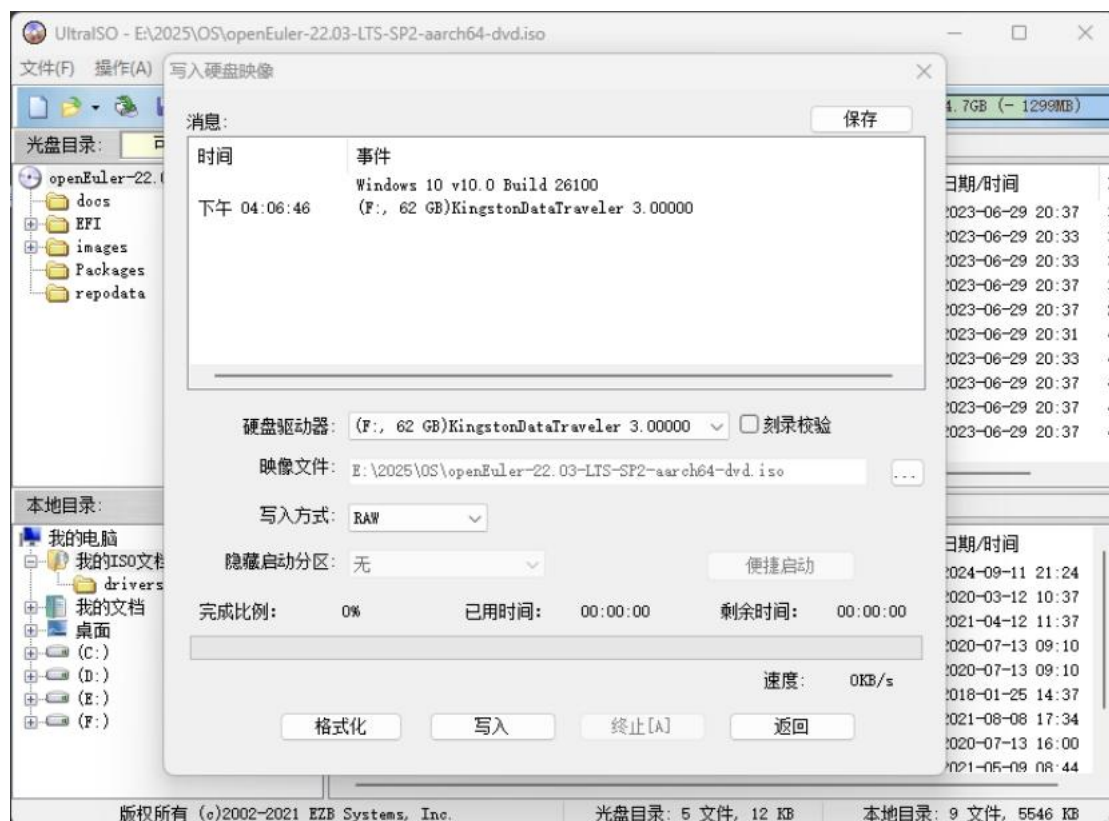 UltraISO - E:\2025\OS\openEuler-22.03-LTS-SP2-aarch64-dvd.iso
文件(F) 操作(A)
写入硬盘映像
4.7GB (- 1299MB)
消息:
保存
光盘目录: 可
时间 事件
Windows 10 v10.0 Build 26100
下午 04:06:46 (F:, 62 GB)KingstonDataTraveler 3.00000
openEuler-22.0
docs
EFI
images
Packages
repodata
日期/时间
2023-06-29 20:37
2023-06-29 20:33
2023-06-29 20:33
2023-06-29 20:37
2023-06-29 20:37
2023-06-29 20:31
2023-06-29 20:33
2023-06-29 20:37
2023-06-29 20:37
2023-06-29 20:37
硬盘驱动器: (F:, 62 GB)KingstonDataTraveler 3.00000 刻录校验
映像文件: E:\2025\OS\openEuler-22.03-LTS-SP2-aarch64-dvd.iso ...
写入方式: RAW
隐藏启动分区: 无 便捷启动
完成比例: 0% 已用时间: 00:00:00 剩余时间: 00:00:00
速度: 0KB/s
格式化 写入 终止[A] 返回
本地目录:
我的电脑
我的ISO文档
drivers
我的文档
桌面
(C:)
(D:)
(E:)
(F:)
日期/时间
2024-09-11 21:24
2020-03-12 10:37
2021-04-12 11:37
2020-07-13 09:10
2020-07-13 09:10
2018-01-25 14:37
2021-08-08 17:34
2020-07-13 16:00
2021-05-09 08:44
版权所有 (c)2002-2021 EZB Systems, Inc. 光盘目录: 5 文件, 12 KB 本地目录: 9 文件, 5546 KB